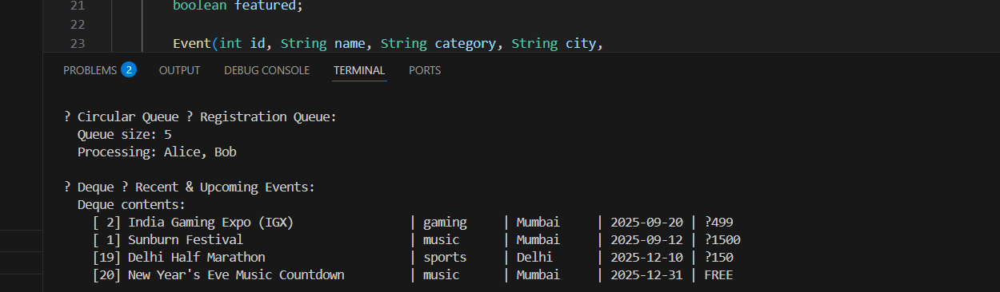 21 boolean featured;
22
23 Event(int id, String name, String category, String city,
PROBLEMS 2 OUTPUT DEBUG CONSOLE TERMINAL PORTS
? Circular Queue ? Registration Queue:
Queue size: 5
Processing: Alice, Bob
? Deque ? Recent & Upcoming Events:
Deque contents:
[ 2] India Gaming Expo (IGX) | gaming | Mumbai | 2025-09-20 | ?499
[ 1] Sunburn Festival | music | Mumbai | 2025-09-12 | ?1500
[19] Delhi Half Marathon | sports | Delhi | 2025-12-10 | ?150
[20] New Year's Eve Music Countdown | music | Mumbai | 2025-12-31 | FREE